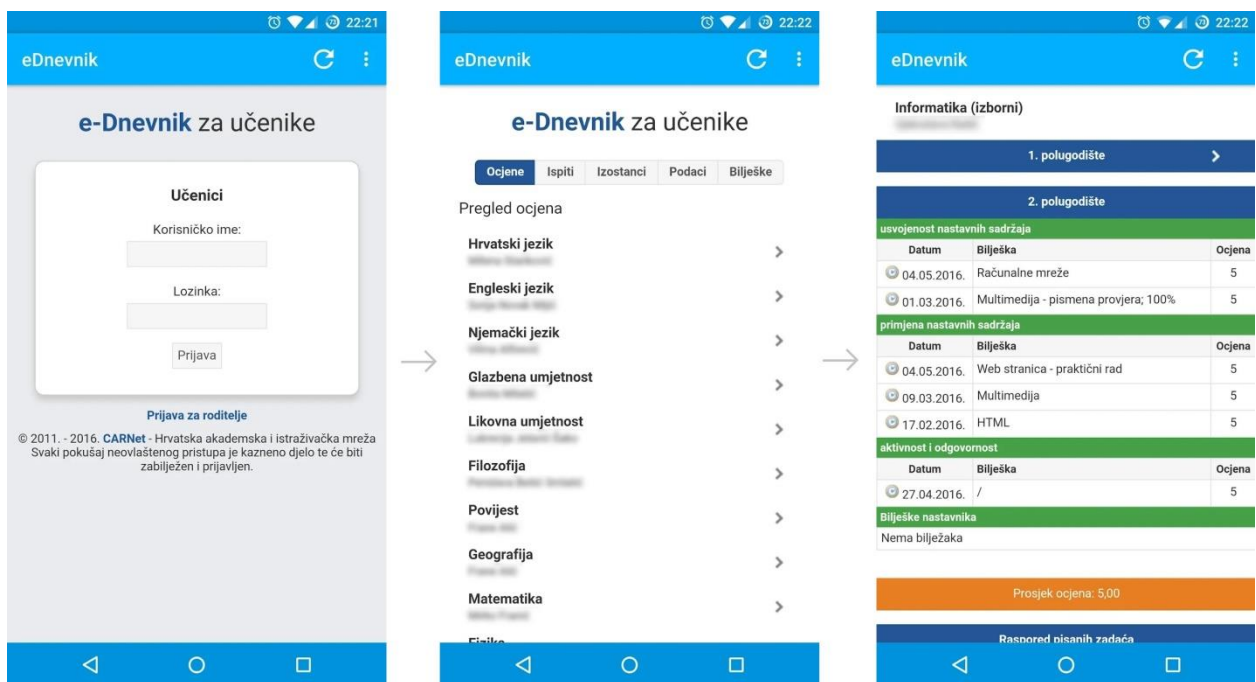 22:21
eDnevnik
e-Dnevnik za učenike
Učenici
Korisničko ime:
Lozinka:
Prijava
Prijava za roditelje
© 2011. - 2016. CARNet - Hrvatska akademska i istraživačka mreža
Svaki pokušaj neovlaštenog pristupa je kazneno djelo te će biti
zabilježen i prijavljen.
22:22
eDnevnik
e-Dnevnik za učenike
Ocjene Ispiti Izostanci Podaci Bilješke
Pregled ocjena
Hrvatski jezik
Engleski jezik
Njemački jezik
Glazbena umjetnost
Likovna umjetnost
Filozofija
Povijest
Geografija
Matematika
Fizika
22:22
eDnevnik
Informatika (izborni)
1. polugodište
2. polugodište
usvojenost nastavnih sadržaja
Datum Bilješka Ocjena
04.05.2016. Računalne mreže 5
01.03.2016. Multimedija - pismena provjera; 100% 5
primjena nastavnih sadržaja
Datum Bilješka Ocjena
04.05.2016. Web stranica - praktični rad 5
09.03.2016. Multimedija 5
17.02.2016. HTML 5
aktivnost i odgovornost
Datum Bilješka Ocjena
27.04.2016. / 5
Bilješke nastavnika
Nema bilježaka
Prosjek ocjena: 5,00
Raspored pisanih zadaća